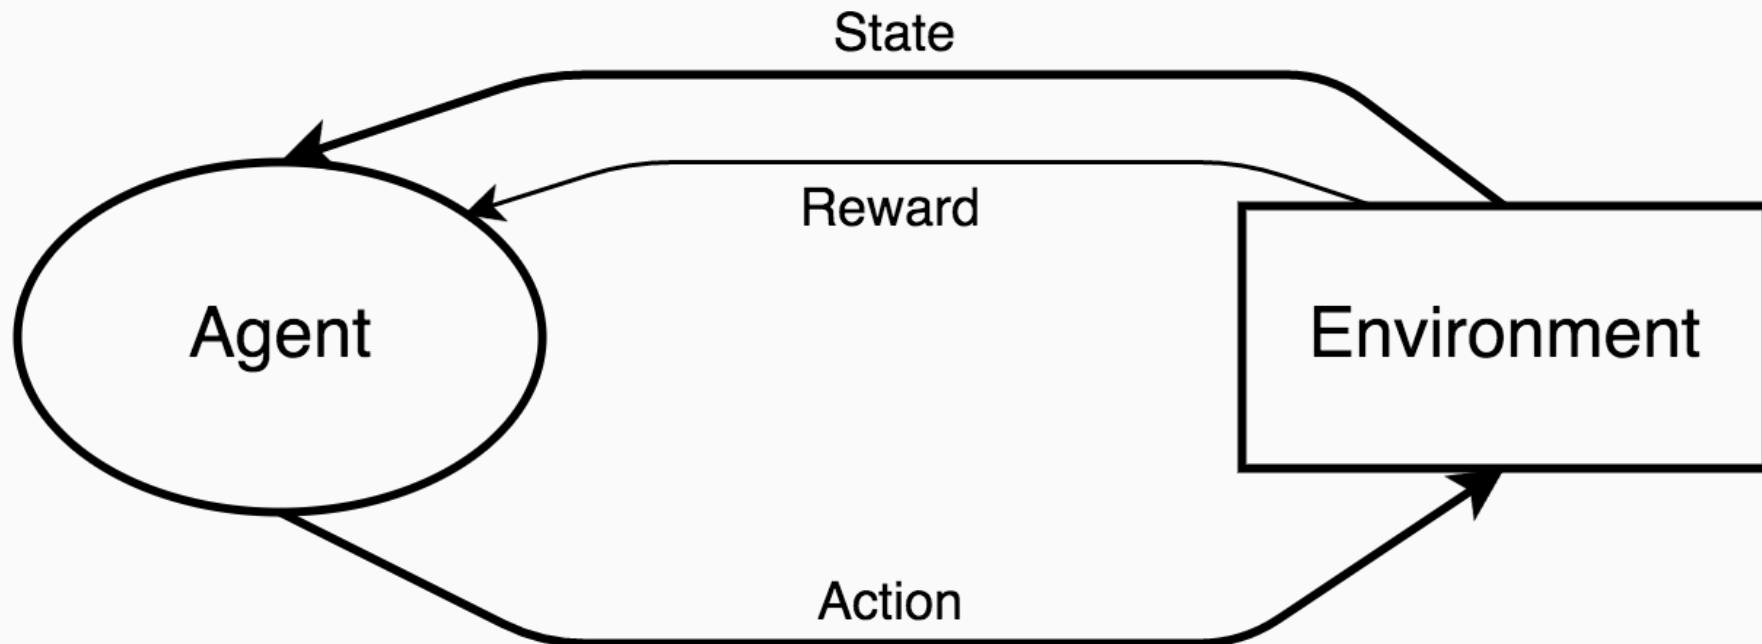 State
Reward
Agent
Environment
Action